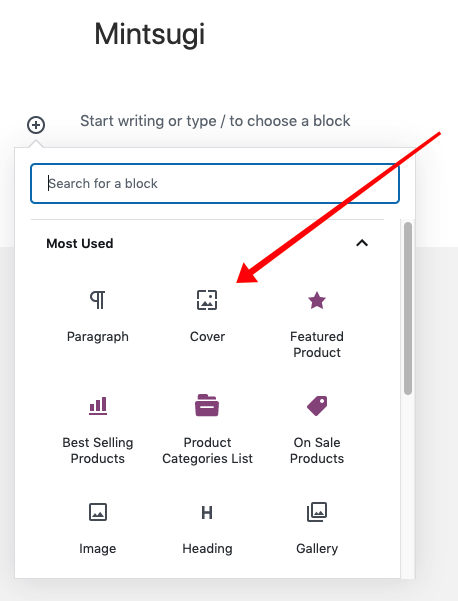 Mintsugi
Start writing or type / to choose a block
Search for a block
Most Used
Paragraph
Cover
Featured
Product
Best Selling
Products
Product
Categories List
On Sale
Products
H
Image
Heading
Gallery